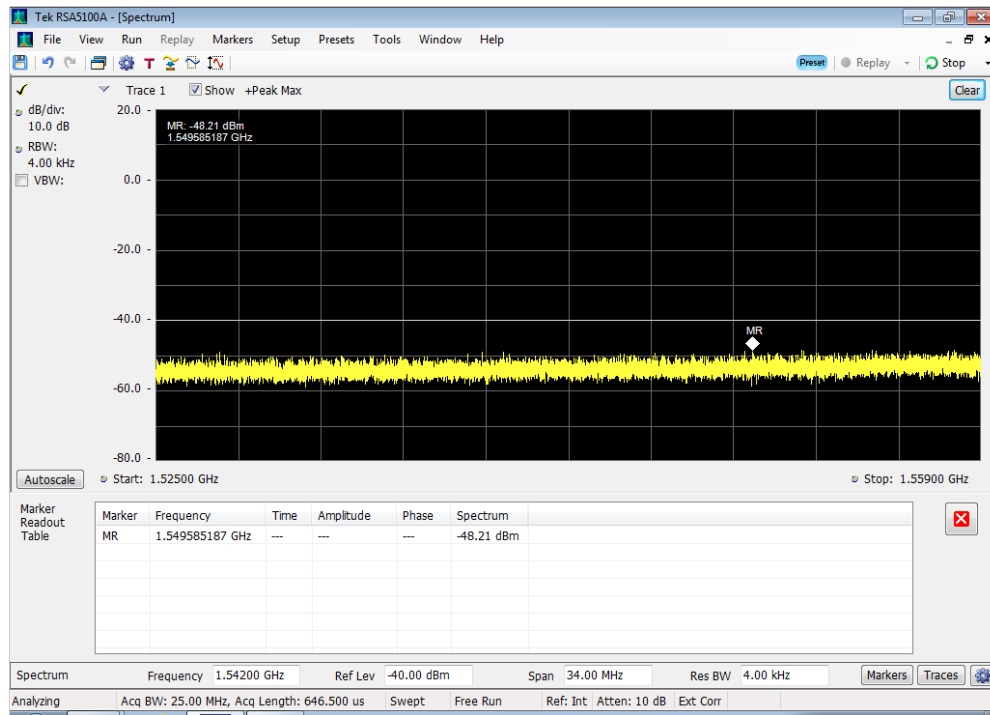 Tek RSA5100A - [Spectrum]
File View Run Replay Markers Setup Presets Tools Window Help
T Preset Replay Stop
Trace 1 Show +Peak Max Clear
dB/div:
10.0 dB
RBW:
4.00 kHz
VBW:
20.0
0.0
-20.0
-40.0
-60.0
-80.0
MR: -48.21 dBm
1.549585187 GHz
MR
Autoscale Start: 1.52500 GHz Stop: 1.55900 GHz
Marker
Readout
Table
Marker Frequency Time Amplitude Phase Spectrum
MR 1.549585187 GHz --- --- --- -48.21 dBm
Spectrum Frequency 1.54200 GHz Ref Lev -40.00 dBm Span 34.00 MHz Res BW 4.00 kHz Markers Traces
Analyzing Acq BW: 25.00 MHz, Acq Length: 646.500 us Swept Free Run Ref: Int Atten: 10 dB Ext Corr